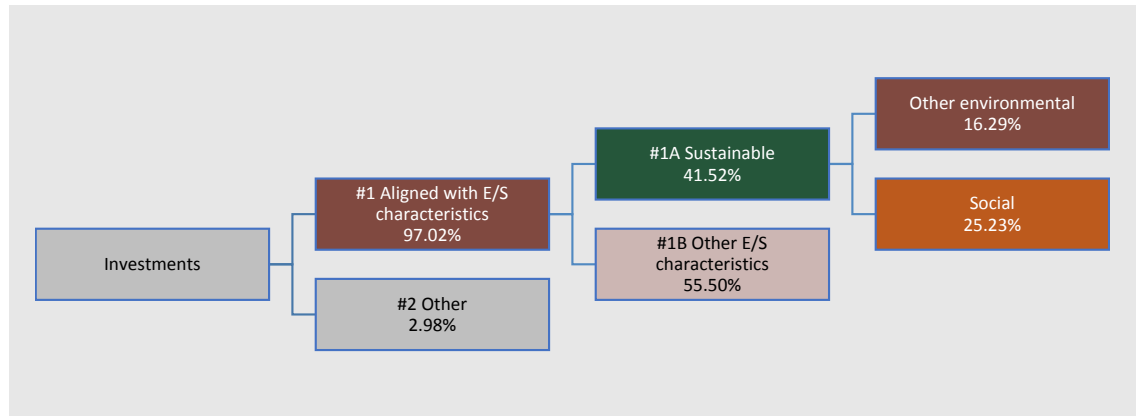 Investments
#1 Aligned with E/S
characteristics
97.02%
#2 Other
2.98%
#1A Sustainable
41.52%
#1B Other E/S
characteristics
55.50%
Other environmental
16.29%
Social
25.23%